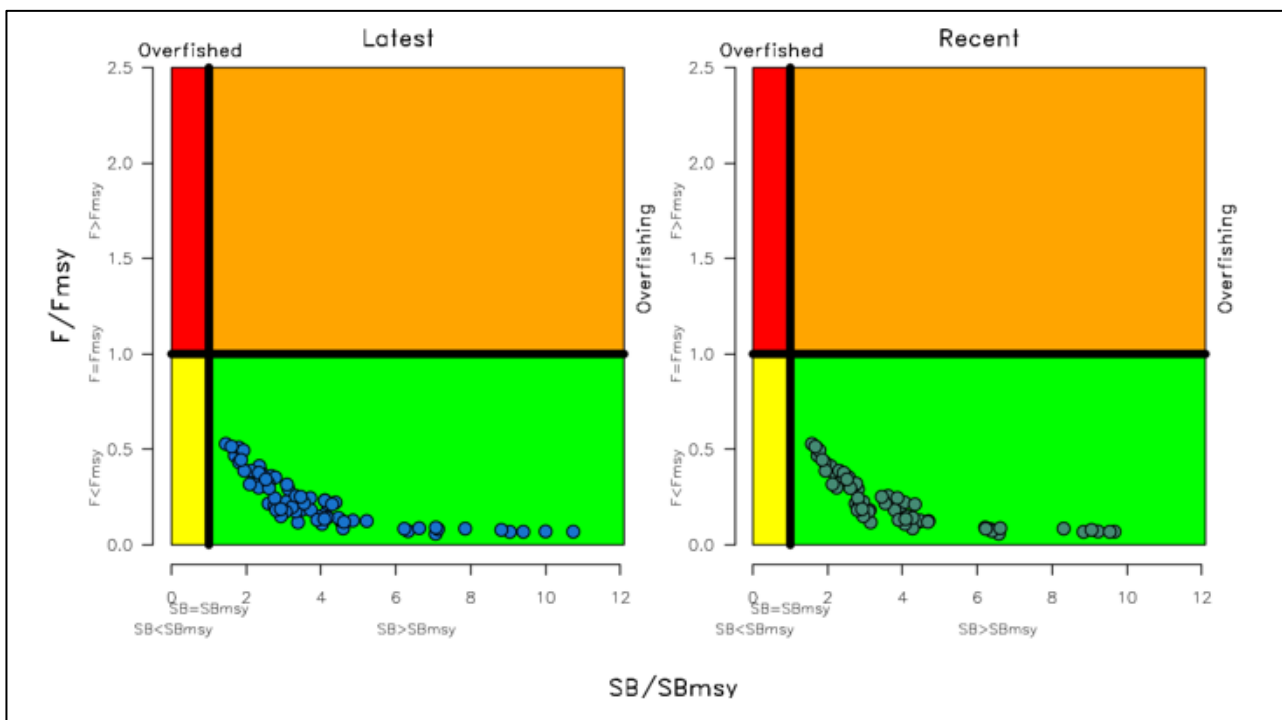 Latest
Overfished
2.5
2.0
1.5
1.0
0.5
0.0
F>Fmsy
F=Fmsy
F<Fmsy
F/Fmsy
Overfishing
0 2 4 6 8 10 12
SB=SBmsy
SB<SBmsy SB>SBmsy
Recent
Overfished
2.5
2.0
1.5
1.0
0.5
0.0
F>Fmsy
F=Fmsy
F<Fmsy
Overfishing
0 2 4 6 8 10 12
SB=SBmsy
SB<SBmsy SB>SBmsy
SB/SBmsy